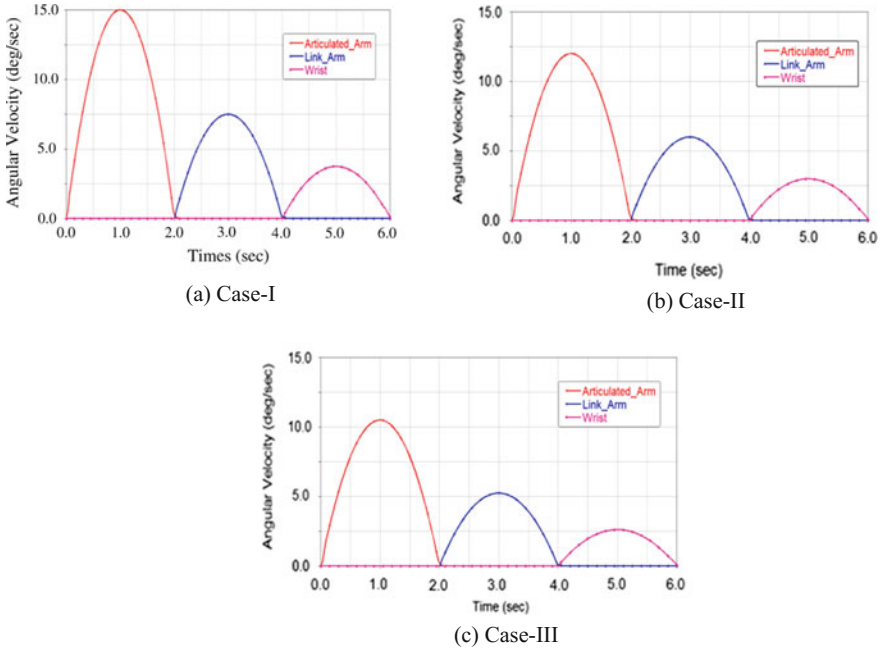 15.0
10.0
5.0
0.0
Angular Velocity (deg/sec)
Articulated_Arm
Link_Arm
Wrist
0.0 1.0 2.0 3.0 4.0 5.0 6.0
Times (sec)
(a) Case-I
15.0
10.0
5.0
0.0
Angular Velocity (deg/sec)
Articulated_Arm
Link_Arm
Wrist
0.0 1.0 2.0 3.0 4.0 5.0 6.0
Time (sec)
(b) Case-II
15.0
10.0
5.0
0.0
Angular Velocity (deg/sec)
Articulated_Arm
Link_Arm
Wrist
0.0 1.0 2.0 3.0 4.0 5.0 6.0
Time (sec)
(c) Case-III